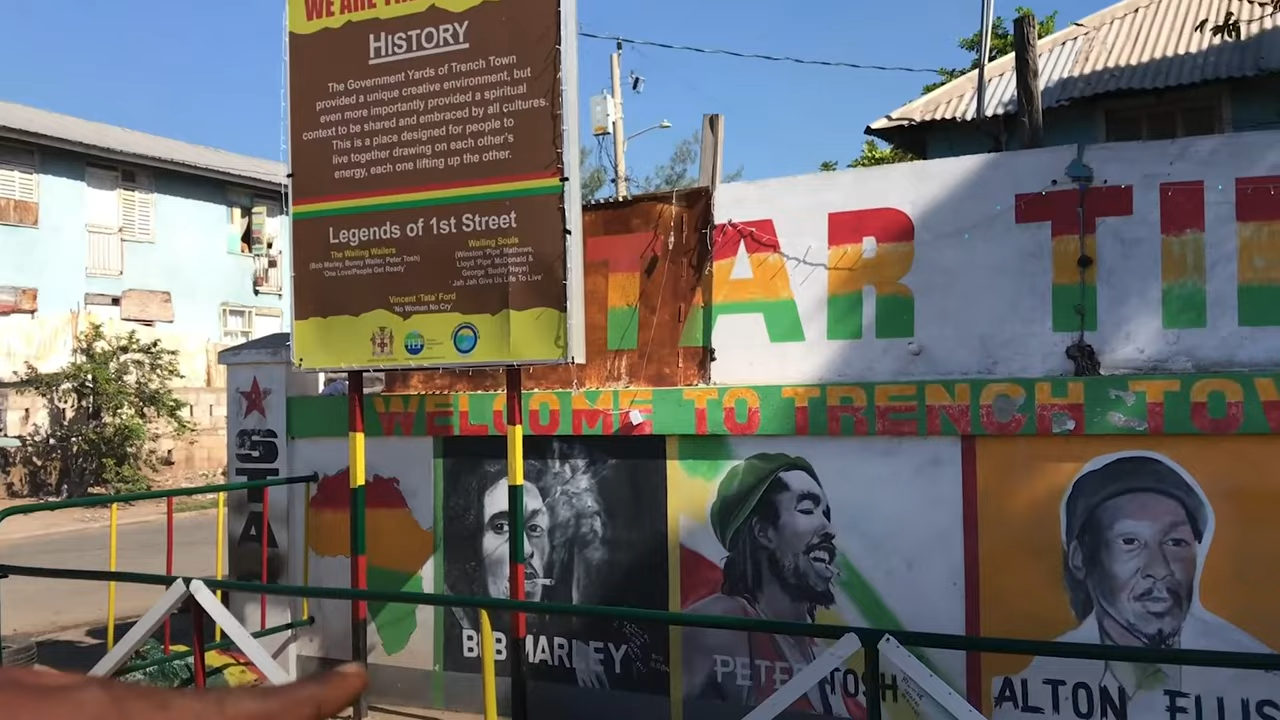 WE ARE THE
HISTORY
The Government Yards of Trench Town
provided a unique creative environment, but
even more importantly provided a spiritual
context to be shared and embraced by all cultures.
This is a place designed for people to
live together drawing on each other's
energy, each one lifting up the other.
Legends of 1st Street
The Wailing Wailers
(Bob Marley, Bunny Wailer, Peter Tosh)
'One Love/People Get Ready'
Wailing Souls
(Winston 'Pipe' Mathews,
Lloyd 'Pipe' McDonald &
George 'Buddy' Haye)
'Jah Jah Give Us Life To Live'
Vincent 'Tata' Ford
'No Woman No Cry'
TEF
TAR TI
WELCOME TO TRENCH TOW
STA
BOB MARLEY
PETER TOSH
ALTON ELLIS